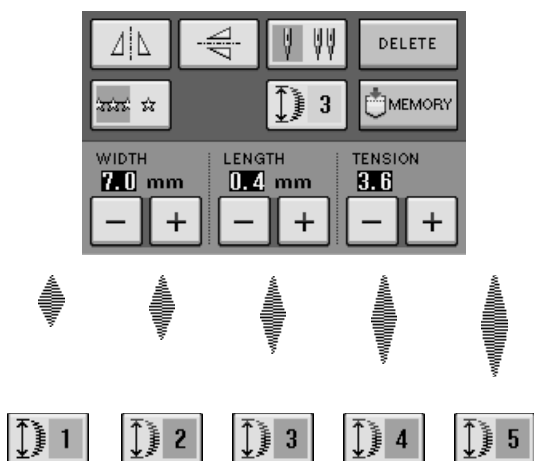 DELETE
3 MEMORY
WIDTH LENGTH TENSION
7.0 mm 0.4 mm 3.6
− + − + − +
1 2 3 4 5